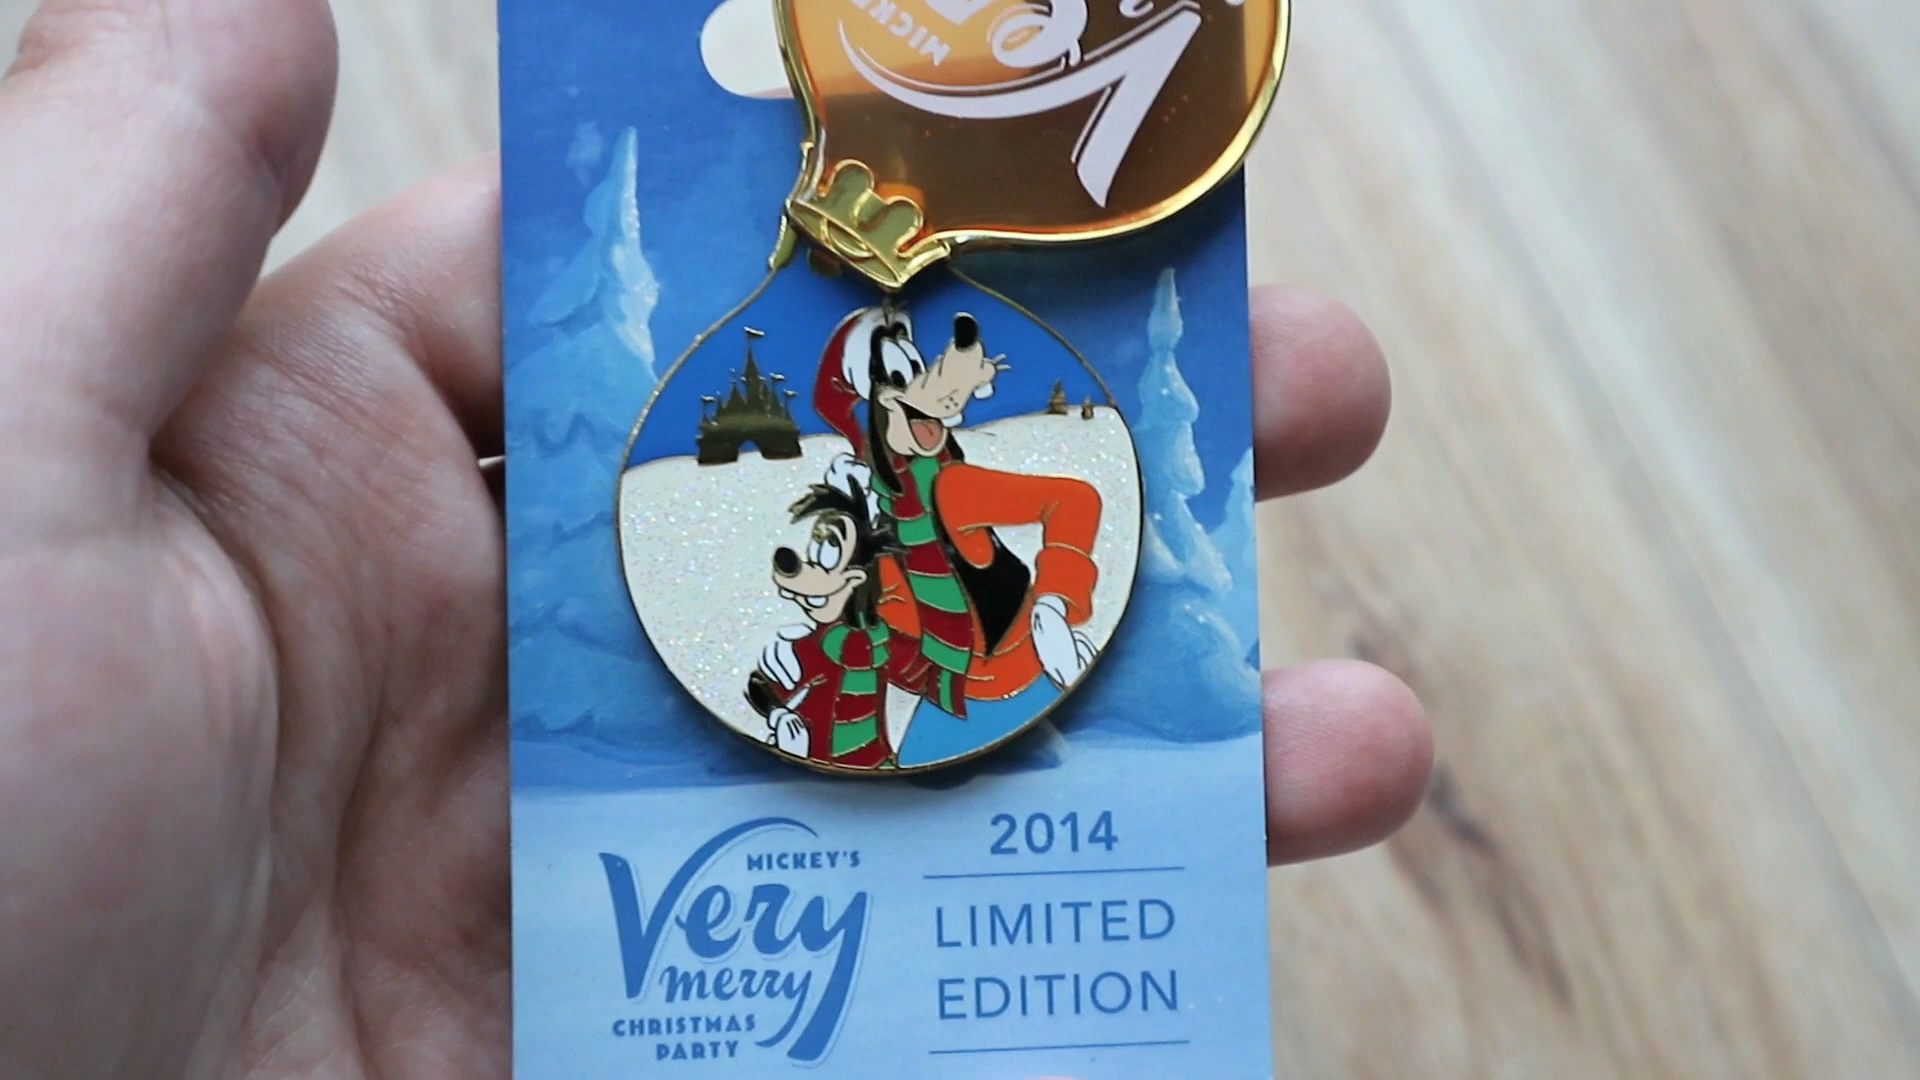 MICKEY'S
Very
merry
CHRISTMAS
PARTY
2014
LIMITED
EDITION